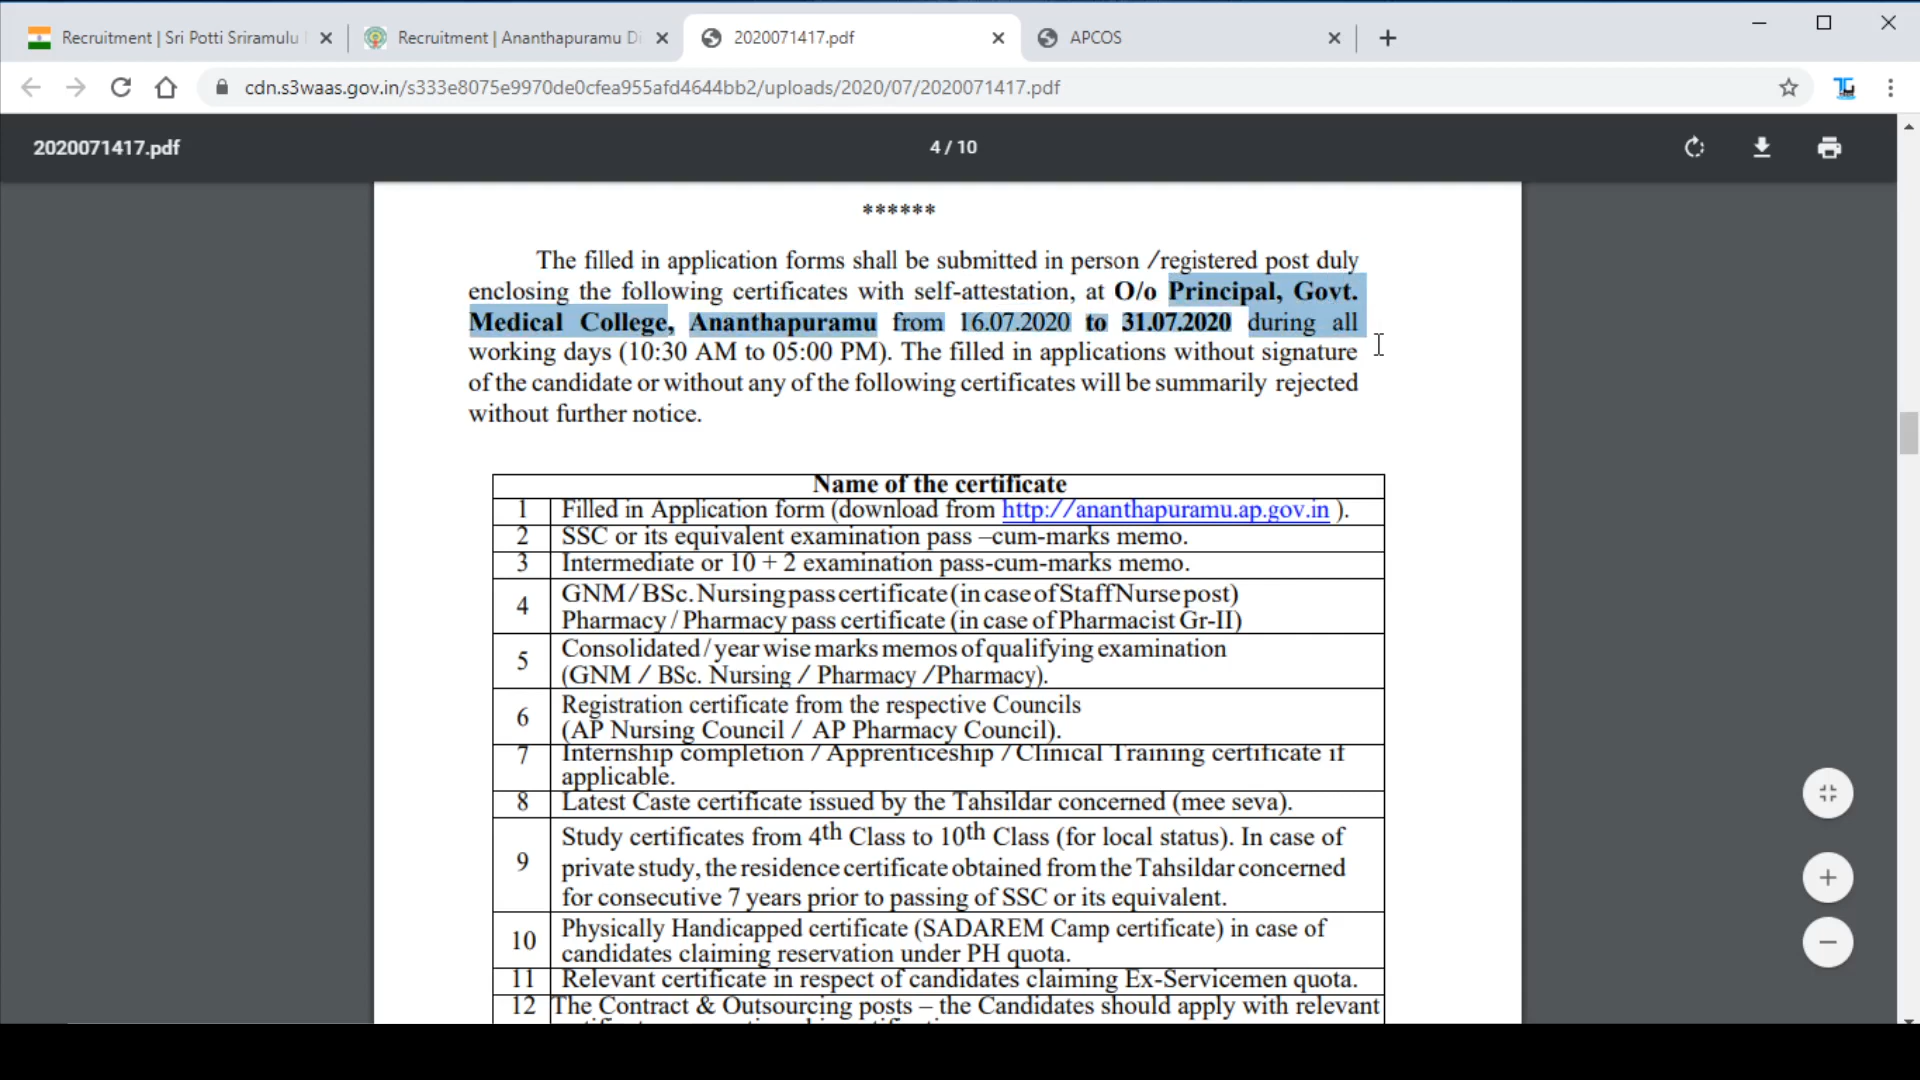 Recruitment | Sri Potti Sriramulu
Recruitment | Ananthapuramu Di
2020071417.pdf
APCOS
cdn.s3waas.gov.in/s333e8075e9970de0cfea955afd4644bb2/uploads/2020/07/2020071417.pdf
2020071417.pdf
4 / 10
******
The filled in application forms shall be submitted in person /registered post duly
enclosing the following certificates with self-attestation, at O/o Principal, Govt.
Medical College, Ananthapuramu from 16.07.2020 to 31.07.2020 during all
working days (10:30 AM to 05:00 PM). The filled in applications without signature
of the candidate or without any of the following certificates will be summarily rejected
without further notice.
Name of the certificate
1 Filled in Application form (download from http://ananthapuramu.ap.gov.in ).
2 SSC or its equivalent examination pass –cum-marks memo.
3 Intermediate or 10 + 2 examination pass-cum-marks memo.
4 GNM/BSc. Nursing pass certificate (in case of Staff Nurse post)
Pharmacy / Pharmacy pass certificate (in case of Pharmacist Gr-II)
5 Consolidated / year wise marks memos of qualifying examination
(GNM / BSc. Nursing / Pharmacy /Pharmacy).
6 Registration certificate from the respective Councils
(AP Nursing Council / AP Pharmacy Council).
7 Internship completion / Apprenticeship / Clinical Training certificate if
applicable.
8 Latest Caste certificate issued by the Tahsildar concerned (mee seva).
9 Study certificates from 4th Class to 10th Class (for local status). In case of
private study, the residence certificate obtained from the Tahsildar concerned
for consecutive 7 years prior to passing of SSC or its equivalent.
10 Physically Handicapped certificate (SADAREM Camp certificate) in case of
candidates claiming reservation under PH quota.
11 Relevant certificate in respect of candidates claiming Ex-Servicemen quota.
12 The Contract & Outsourcing posts – the Candidates should apply with relevant